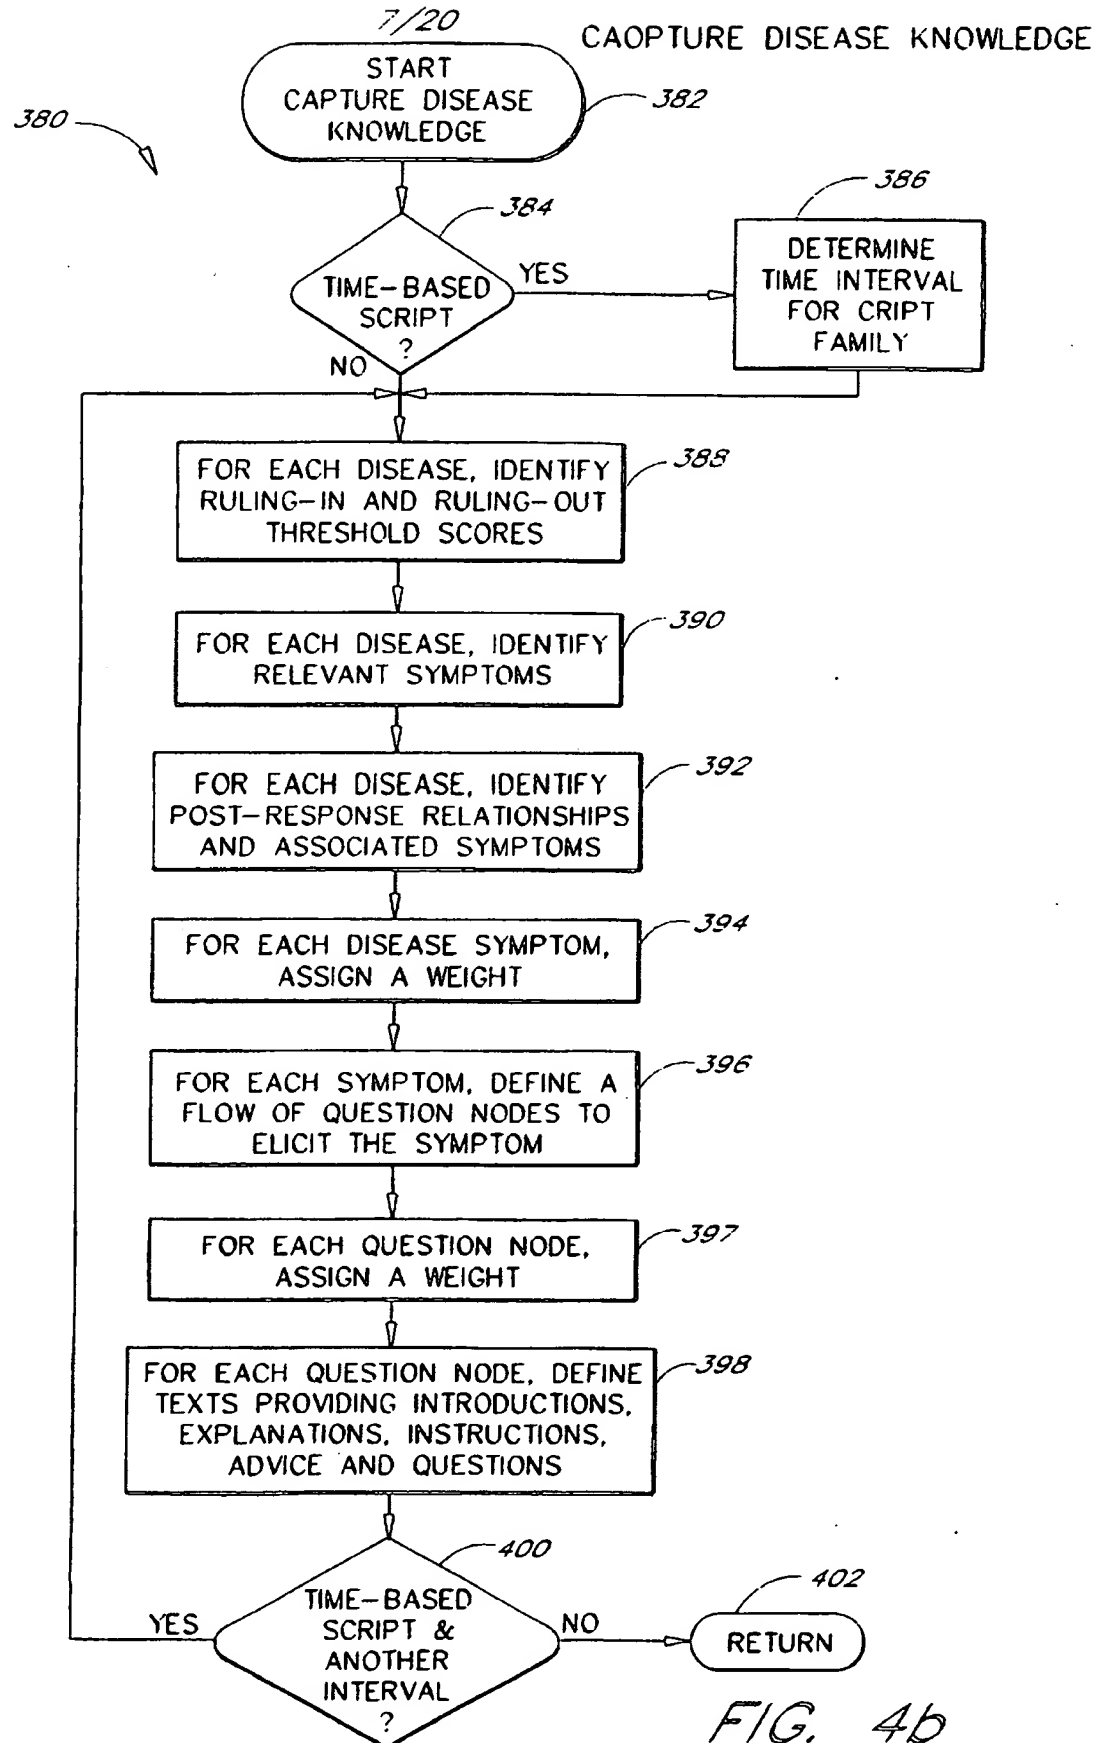 7/20
CAOPTURE DISEASE KNOWLEDGE
START
CAPTURE DISEASE
KNOWLEDGE
382
380
384
386
TIME-BASED
SCRIPT
?
YES
NO
DETERMINE
TIME INTERVAL
FOR CRIPT
FAMILY
FOR EACH DISEASE, IDENTIFY
RULING-IN AND RULING-OUT
THRESHOLD SCORES
388
FOR EACH DISEASE, IDENTIFY
RELEVANT SYMPTOMS
390
FOR EACH DISEASE, IDENTIFY
POST-RESPONSE RELATIONSHIPS
AND ASSOCIATED SYMPTOMS
392
FOR EACH DISEASE SYMPTOM,
ASSIGN A WEIGHT
394
FOR EACH SYMPTOM, DEFINE A
FLOW OF QUESTION NODES TO
ELICIT THE SYMPTOM
396
FOR EACH QUESTION NODE,
ASSIGN A WEIGHT
397
FOR EACH QUESTION NODE, DEFINE
TEXTS PROVIDING INTRODUCTIONS,
EXPLANATIONS, INSTRUCTIONS,
ADVICE AND QUESTIONS
398
400
TIME-BASED
SCRIPT &
ANOTHER
INTERVAL
?
YES
NO
402
RETURN
FIG. 4b